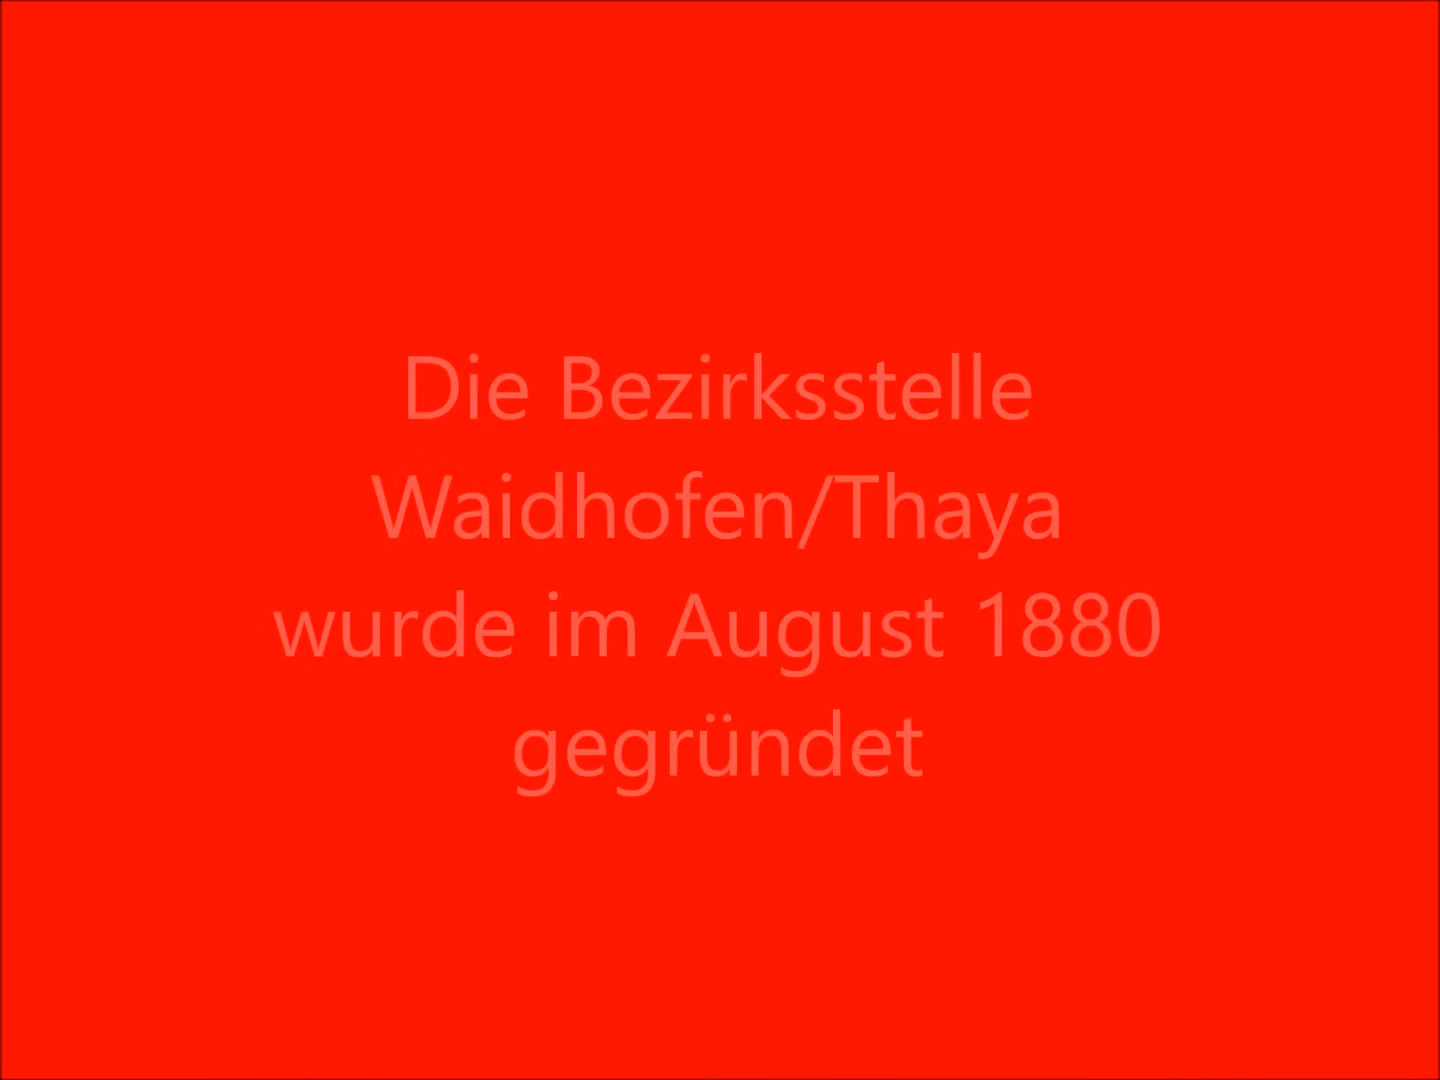 Die Bezirksstelle
Waidhofen/Thaya
wurde im August 1880
gegründet